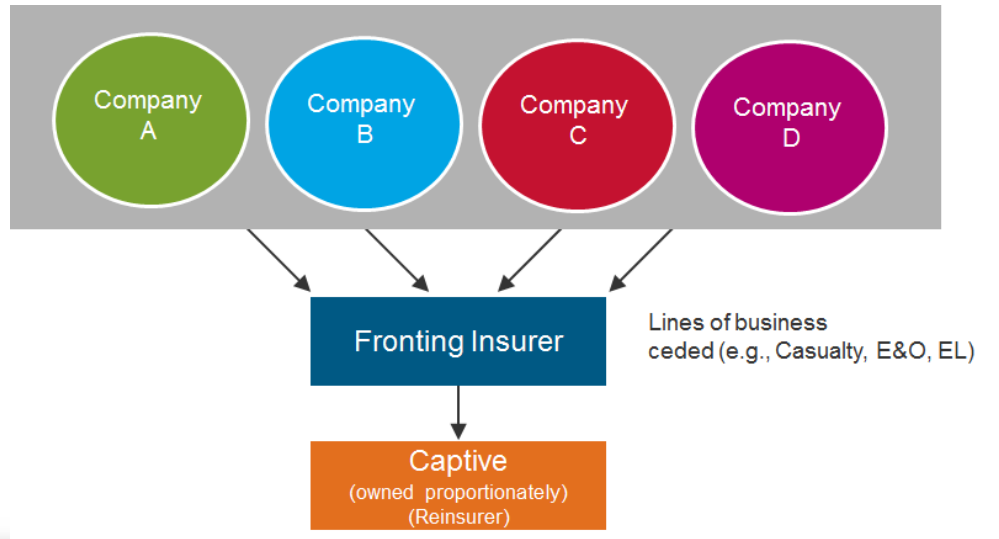 Company
A
Company
B
Company
C
Company
D
Fronting Insurer
Lines of business
ceded (e.g., Casualty, E&O, EL)
Captive
(owned proportionately)
(Reinsurer)